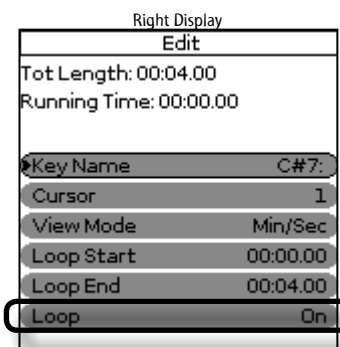 Right Display
Edit
Tot Length: 00:04.00
Running Time: 00:00.00
Key Name C#7:
Cursor 1
View Mode Min/Sec
Loop Start 00:00.00
Loop End 00:04.00
Loop On